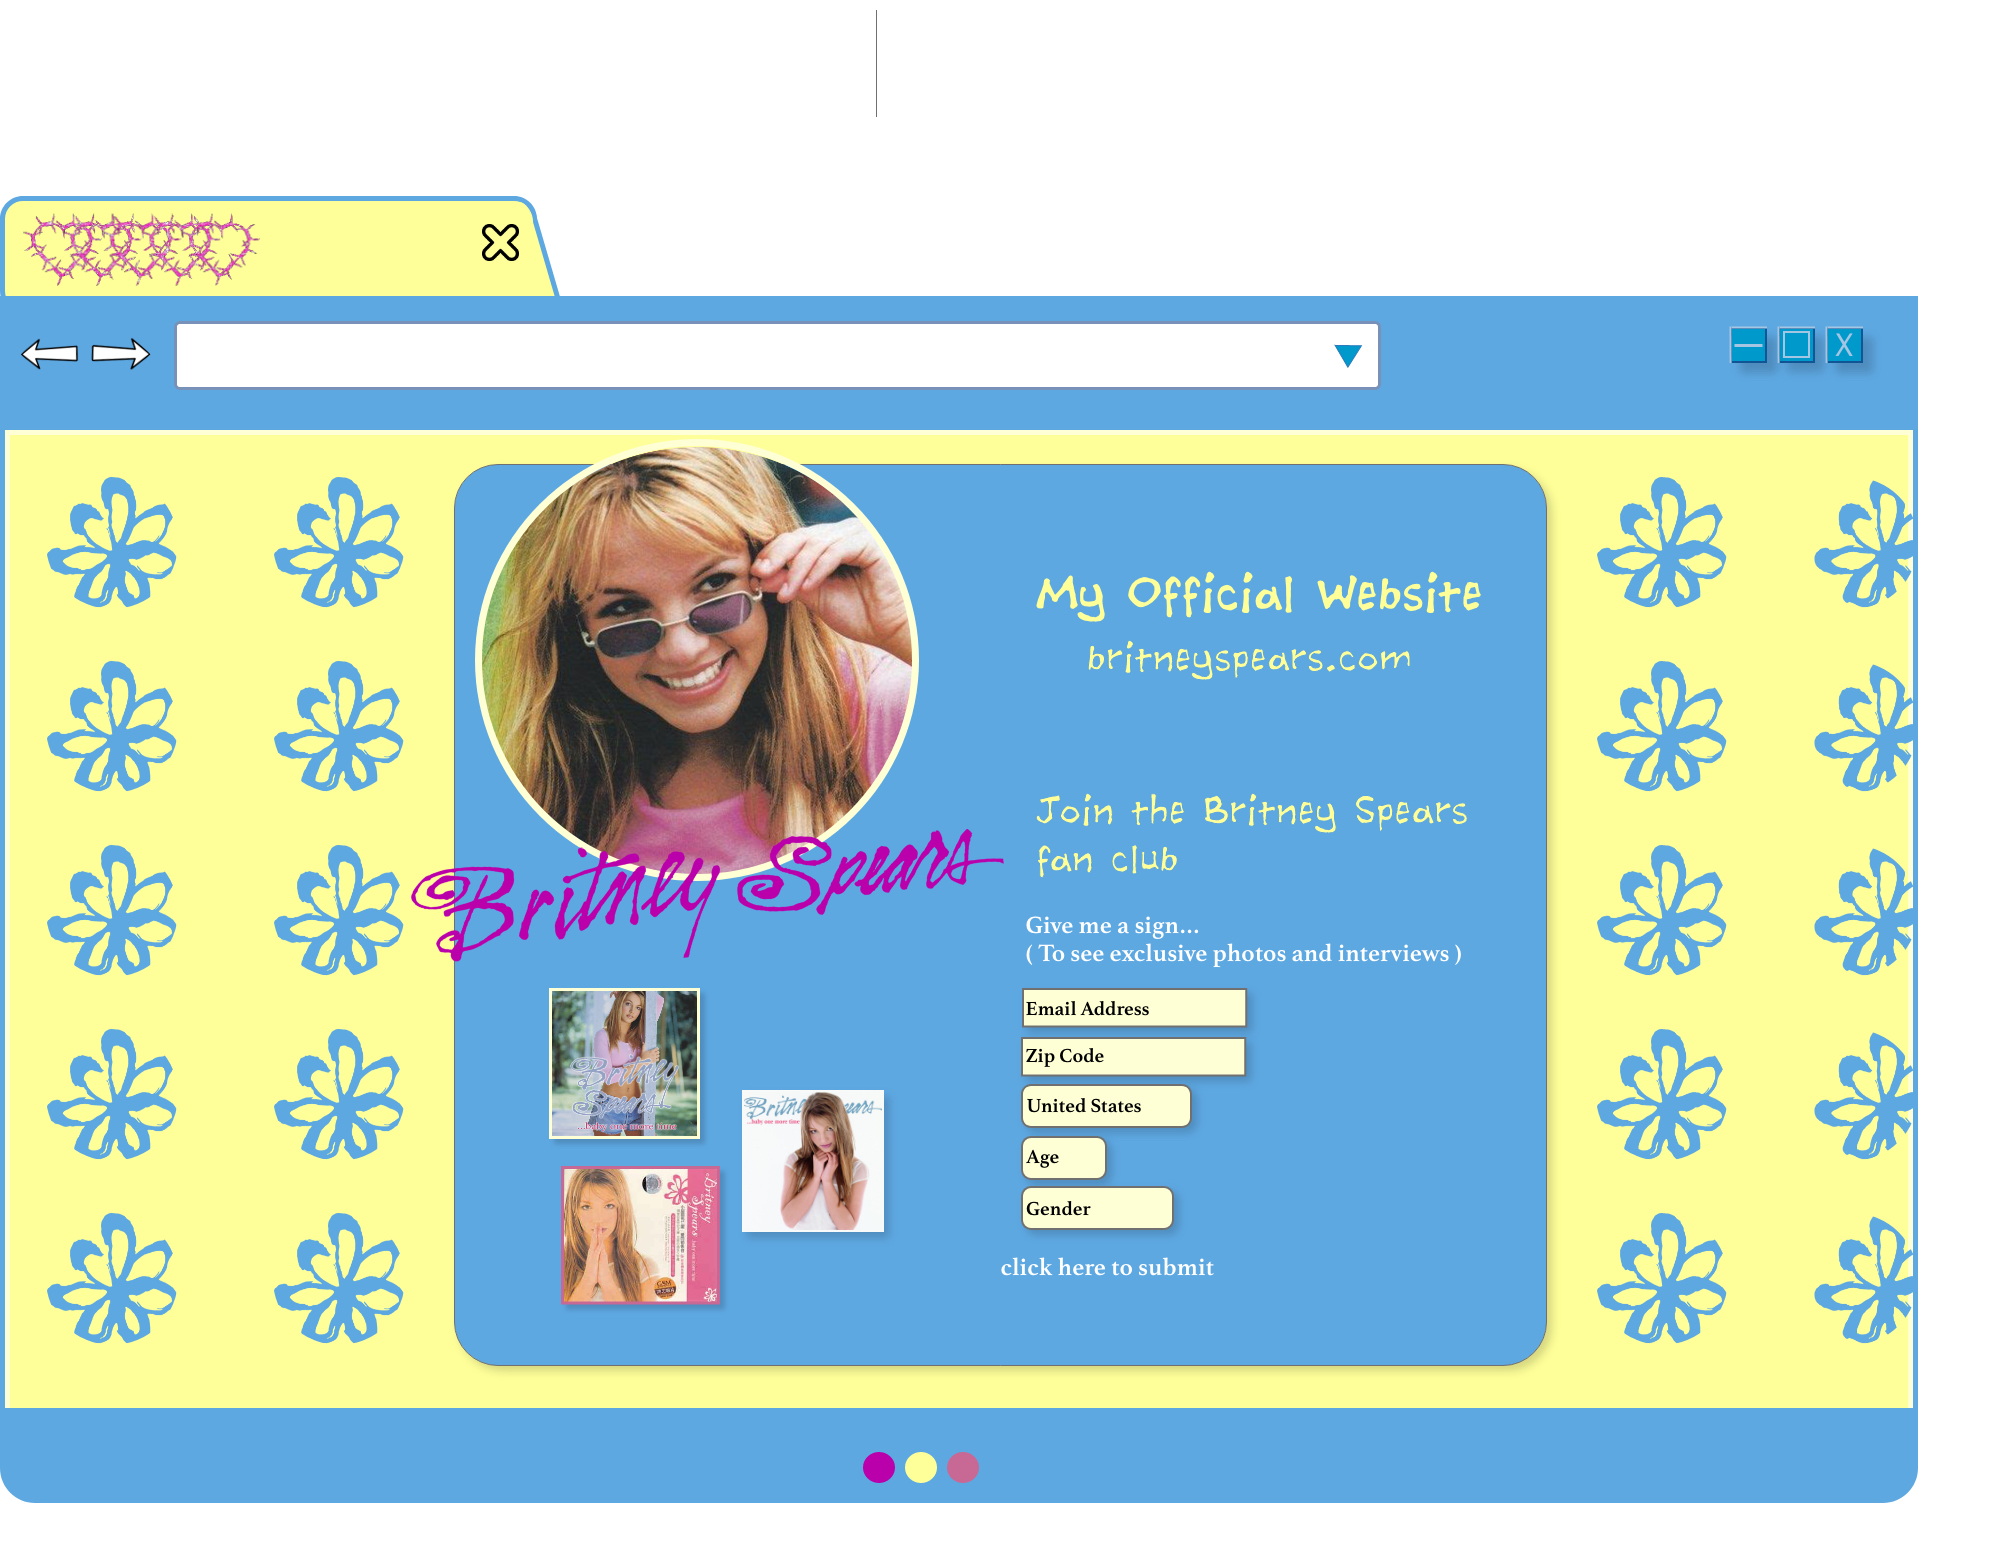 X
My Official Website
britneyspears.com
Join the Britney Spears
fan club
Britney Spears
Give me a sign...
( To see exclusive photos and interviews )
Email Address
Zip Code
United States
Age
Gender
click here to submit
Britney
Spears
...baby one more time
Britney Spears
...baby one more time
Britney
Spears